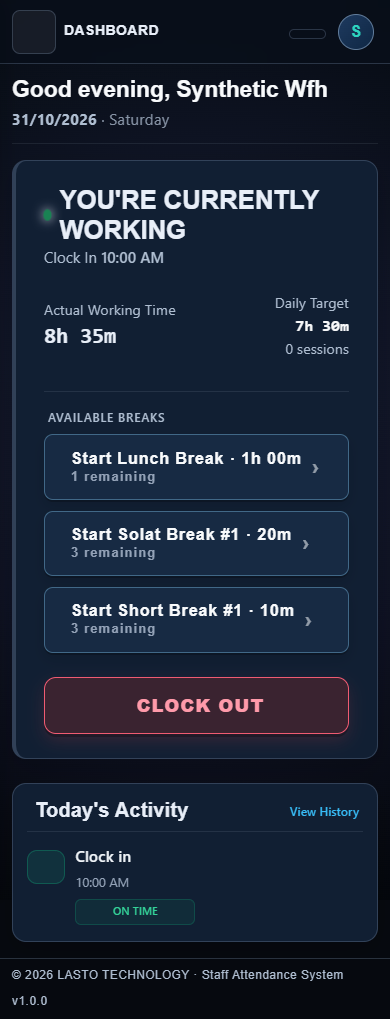 DASHBOARD
S
Good evening, Synthetic Wfh
31/10/2026 · Saturday
YOU'RE CURRENTLY
WORKING
Clock In 10:00 AM
Actual Working Time
8h 35m
Daily Target
7h 30m
0 sessions
AVAILABLE BREAKS
Start Lunch Break · 1h 00m ›
1 remaining
Start Solat Break #1 · 20m ›
3 remaining
Start Short Break #1 · 10m ›
3 remaining
CLOCK OUT
Today's Activity
View History
Clock in
10:00 AM
ON TIME
© 2026 LASTO TECHNOLOGY · Staff Attendance System
v1.0.0